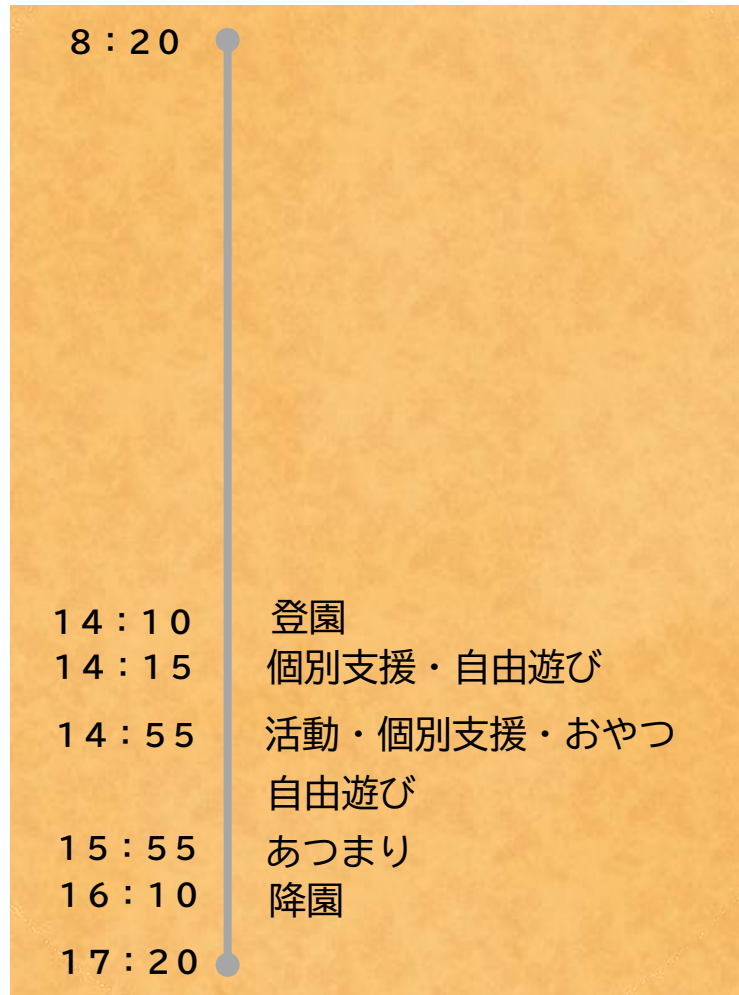 8：20
14：10 登園
14：15 個別支援・自由遊び
14：55 活動・個別支援・おやつ
自由遊び
15：55 あつまり
16：10 降園
17：20